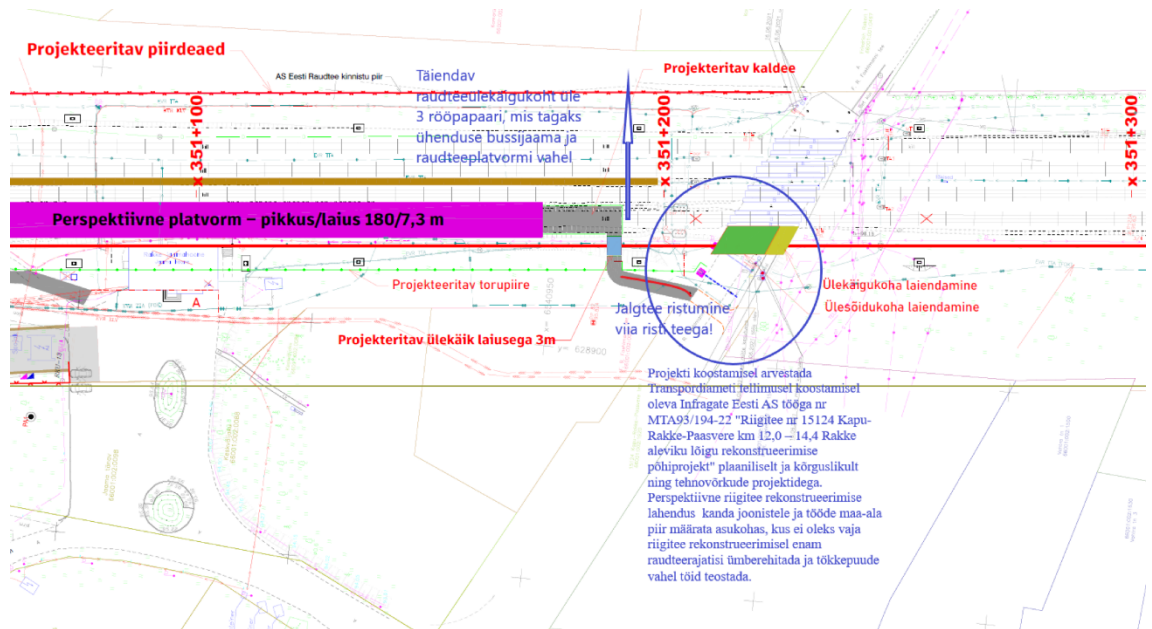 Projekteeritav piirdeaed
AS Eesti Raudtee kinnistu piir
Täiendav
raudteeülekäigukoht üle
3 rööpapaari, mis tagaks
ühenduse bussijaama ja
raudteeplatvormi vahel
Projekteritav kaldee
x 351+100
x 351+200
x 351+300
Perspektiivne platvorm – pikkus/laius 180/7,3 m
Projekteeritav torupiire
A
Projekteritav ülekäik laiusega 3m
Jalgtee ristumine
viia risti teega!
Ülekäigukoha laiendamine
Ülesõidukoha laiendamine
y= 628900
Projekti koostamisel arvestada
Transpordiameti tellimusel koostamisel
oleva Infragate Eesti AS tööga nr
MTA93/194-22 "Riigitee nr 15124 Kapu-
Rakke-Paasvere km 12,0 – 14,4 Rakke
aleviku lõigu rekonstrueerimise
põhiprojekt" plaaniliselt ja kõrguslikult
ning tehnovõrkude projektidega.
Perspektiivne riigitee rekonstrueerimise
lahendus kanda joonistele ja tööde maa-ala
piir määrata asukohas, kus ei oleks vaja
riigitee rekonstrueerimisel enam
raudteerajatisi ümberehitada ja tõkkepuude
vahel töid teostada.